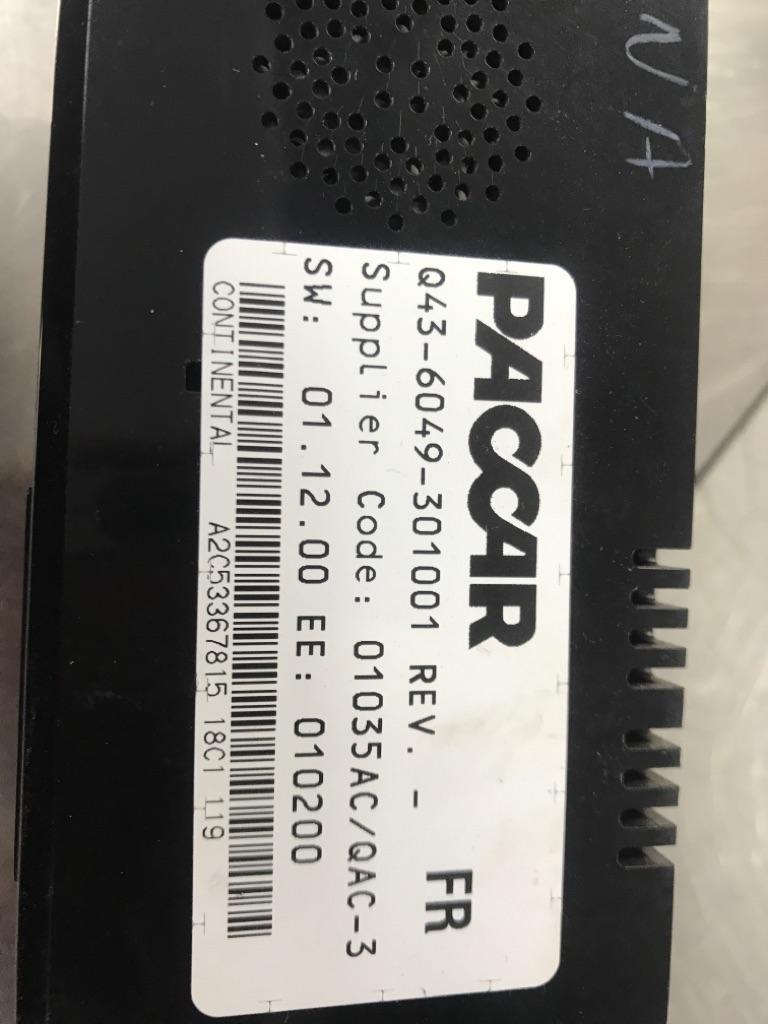 NA
PACCAR
Q43-6049-301001 REV. - FR
Supplier Code: 01035AC/QAC-3
SW: 01.12.00 EE: 010200
CONTINENTAL A2C53367815 18C1 119